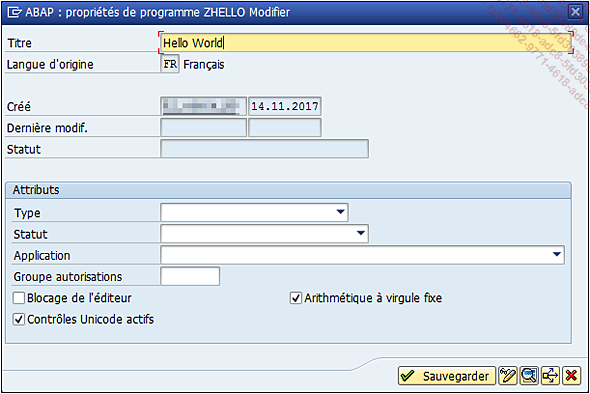 ABAP : propriétés de programme ZHELLO Modifier
Titre Hello World
Langue d'origine FR Français
Créé 14.11.2017
Dernière modif.
Statut
Attributs
Type
Statut
Application
Groupe autorisations
Blocage de l'éditeur Arithmétique à virgule fixe
Contrôles Unicode actifs
Sauvegarder